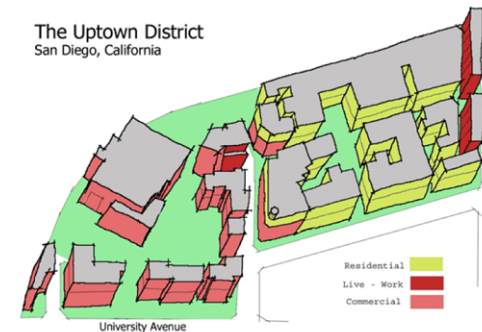 The Uptown District
San Diego, California
Residential
Live - Work
Commercial
University Avenue